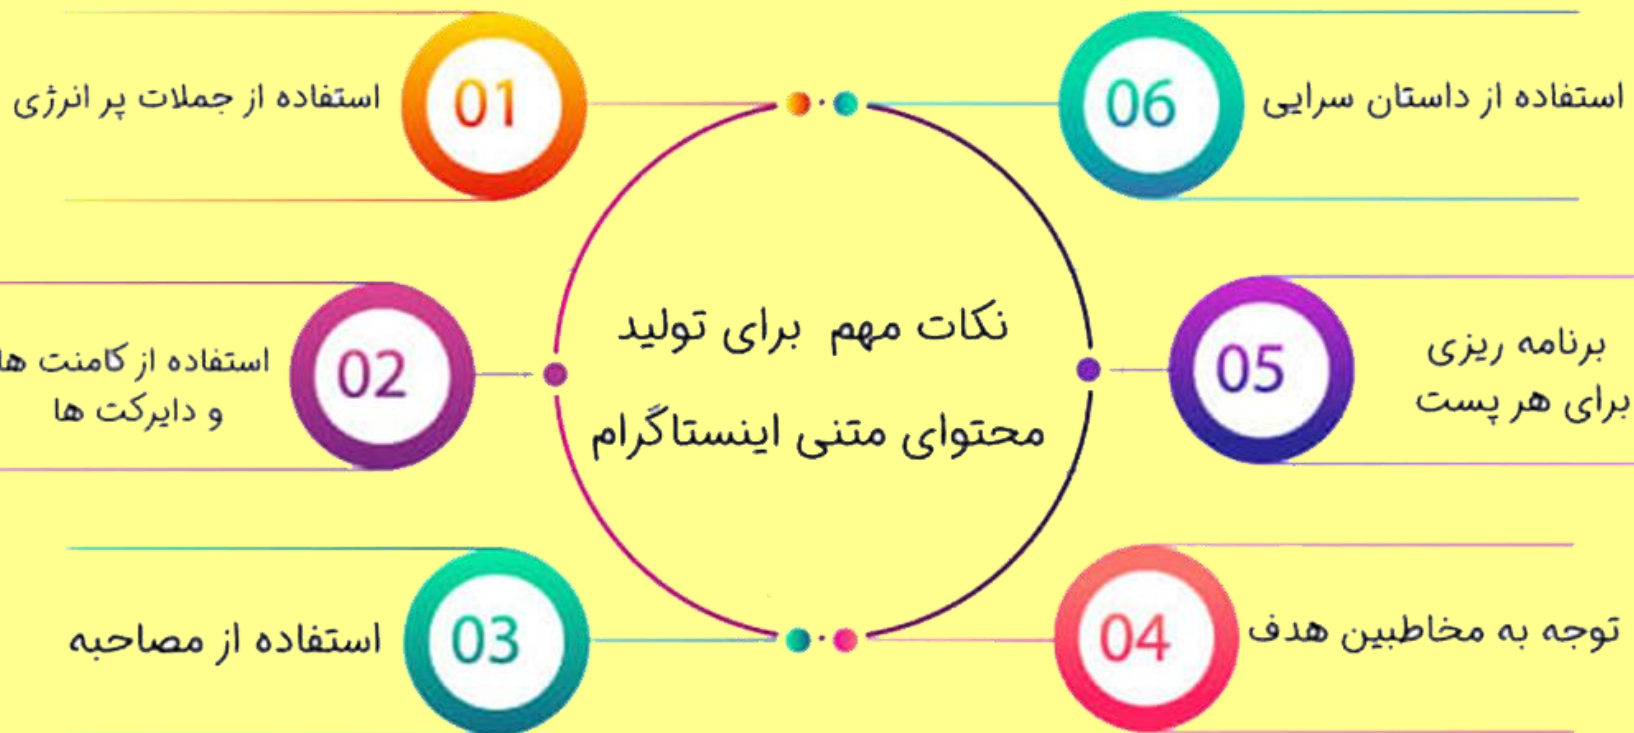 نکات مهم برای تولید
محتوای متنی اینستاگرام
01
استفاده از جملات پر انرژی
02
استفاده از کامنت ها
و دایرکت ها
03
استفاده از مصاحبه
04
توجه به مخاطبین هدف
05
برنامه ریزی
برای هر پست
06
استفاده از داستان سرایی